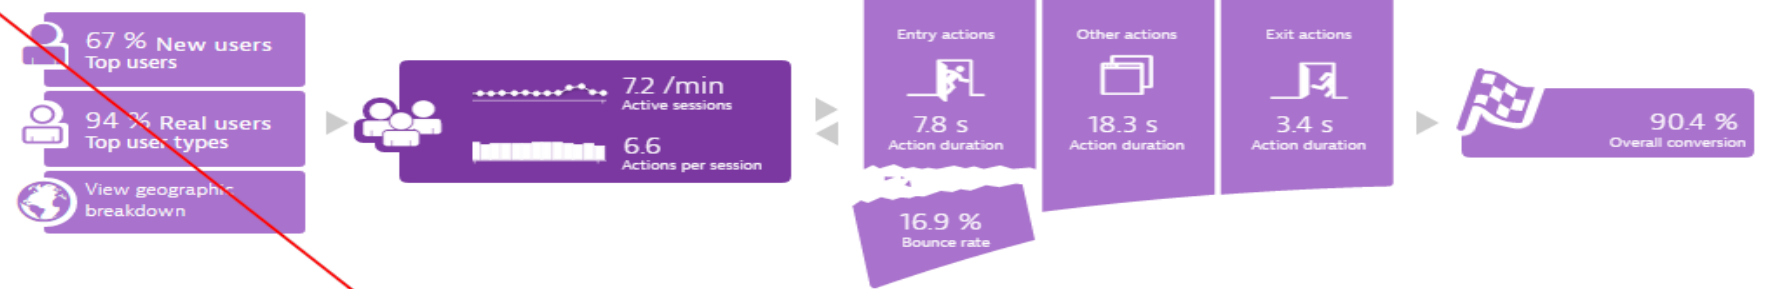 67 % New users
Top users
94 % Real users
Top user types
View geographic
breakdown
7.2 /min
Active sessions
6.6
Actions per session
Entry actions
7.8 s
Action duration
16.9 %
Bounce rate
Other actions
18.3 s
Action duration
Exit actions
3.4 s
Action duration
90.4 %
Overall conversion